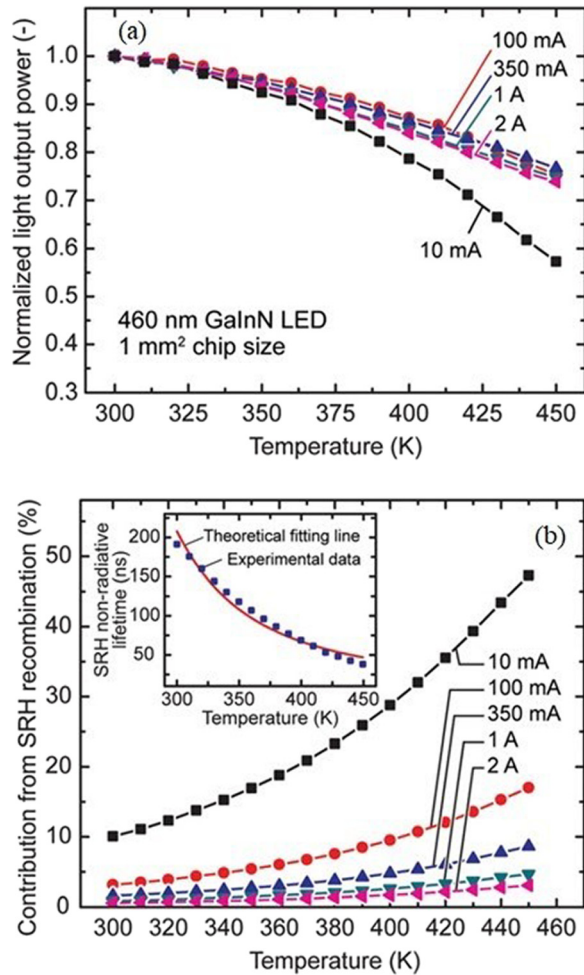 (a)
Normalized light output power (-)
1.0
0.9
0.8
0.7
0.6
0.5
0.4
0.3
100 mA
350 mA
1 A
2 A
10 mA
460 nm GaInN LED
1 mm² chip size
300 325 350 375 400 425 450
Temperature (K)
(b)
Contribution from SRH recombination (%)
50
40
30
20
10
0
SRH non-radiative
lifetime (ns)
200
150
100
50
Theoretical fitting line
Experimental data
300 350 400 450
Temperature (K)
10 mA
100 mA
350 mA
1 A
2 A
300 320 340 360 380 400 420 440 460
Temperature (K)